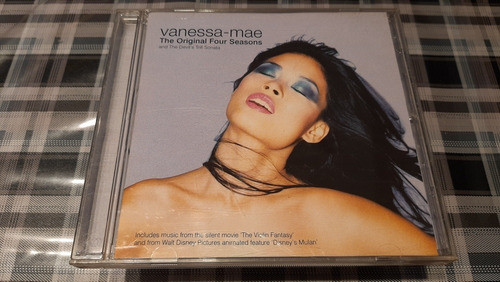 vanessa-mae
The Original Four Seasons
and The Devil's Trill Sonata
includes music from the silent movie 'The Violin Fantasy'
and from Walt Disney Pictures animated feature 'Disney's Mulan'